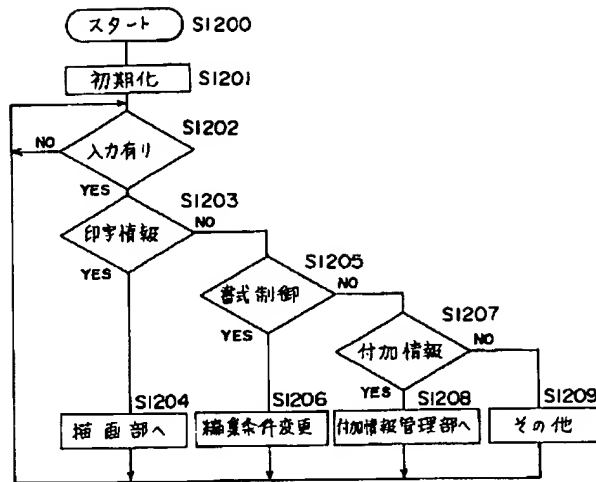 スタート S1200
初期化 S1201
S1202
NO 入力有り
YES S1203
印字情報 NO
YES S1205
書式制御 NO
YES S1207
付加情報 NO
YES
S1204 S1206 S1208 S1209
描画部へ 編集条件変更 付加情報管理部へ その他